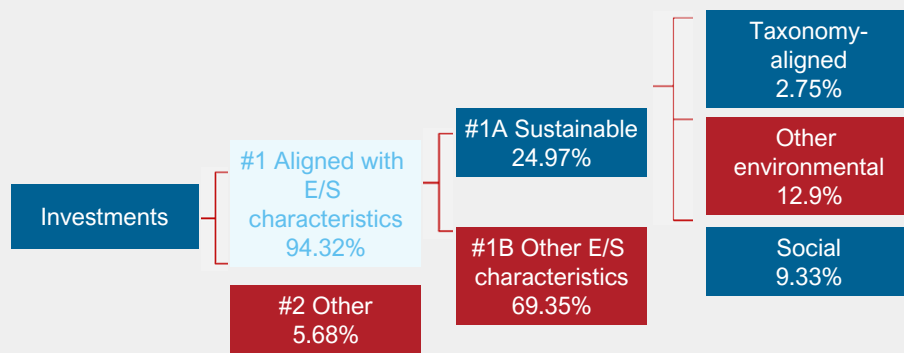 Investments
#1 Aligned with
E/S
characteristics
94.32%
#2 Other
5.68%
#1A Sustainable
24.97%
#1B Other E/S
characteristics
69.35%
Taxonomy-
aligned
2.75%
Other
environmental
12.9%
Social
9.33%